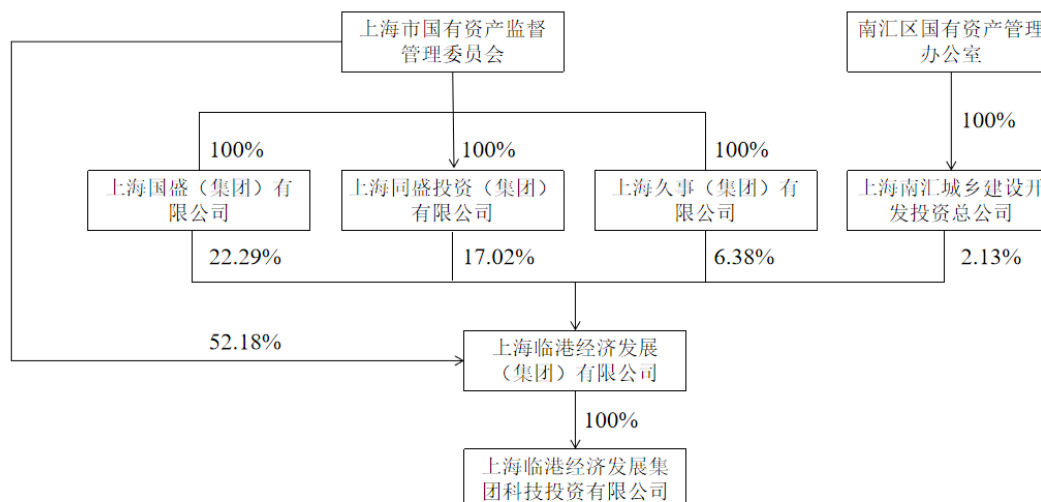 上海市国有资产监督
管理委员会
南汇区国有资产管理
办公室
100%
100%
100%
100%
上海国盛（集团）有
限公司
上海同盛投资（集团）
有限公司
上海久事（集团）有
限公司
上海南汇城乡建设开
发投资总公司
22.29%
17.02%
6.38%
2.13%
52.18%
上海临港经济发展
（集团）有限公司
100%
上海临港经济发展集
团科技投资有限公司